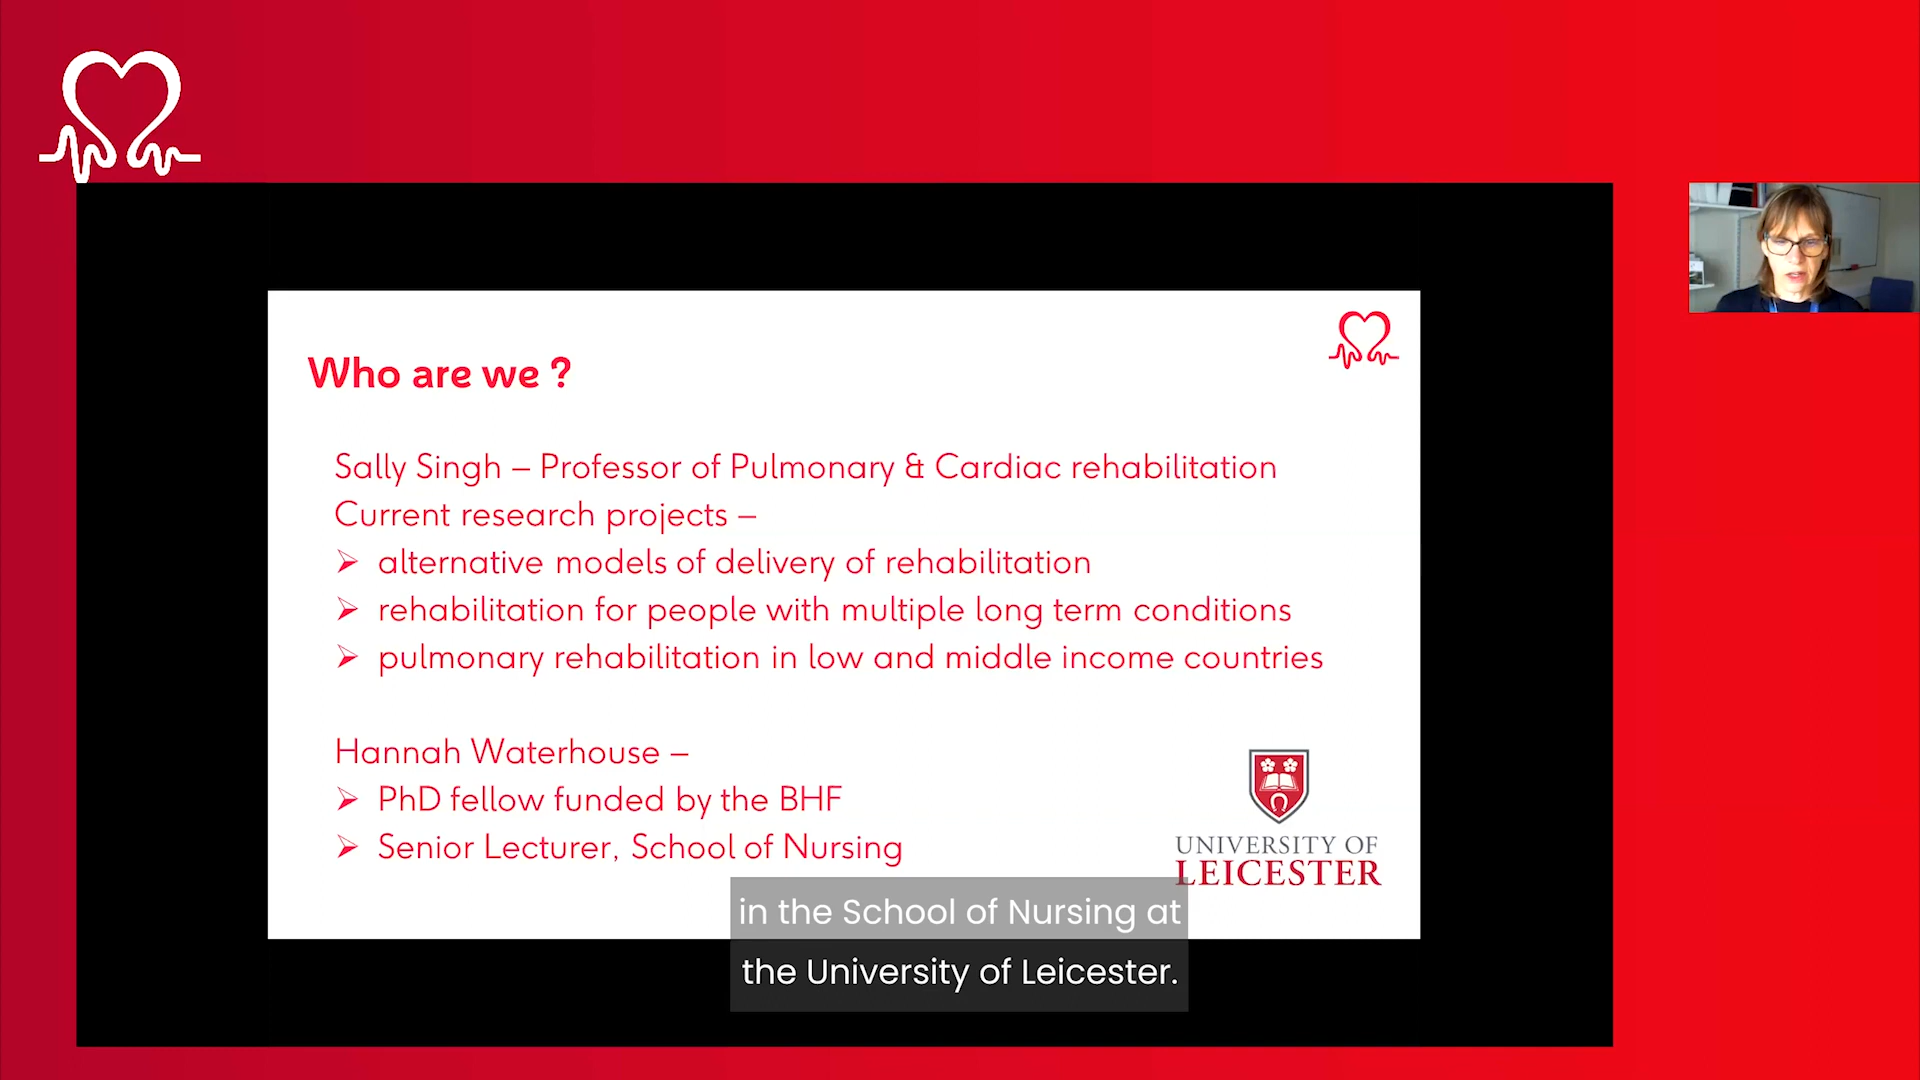 Who are we ?
Sally Singh – Professor of Pulmonary & Cardiac rehabilitation
Current research projects –
➢ alternative models of delivery of rehabilitation
➢ rehabilitation for people with multiple long term conditions
➢ pulmonary rehabilitation in low and middle income countries
Hannah Waterhouse –
➢ PhD fellow funded by the BHF
➢ Senior Lecturer, School of Nursing
UNIVERSITY OF
LEICESTER
in the School of Nursing at
the University of Leicester.